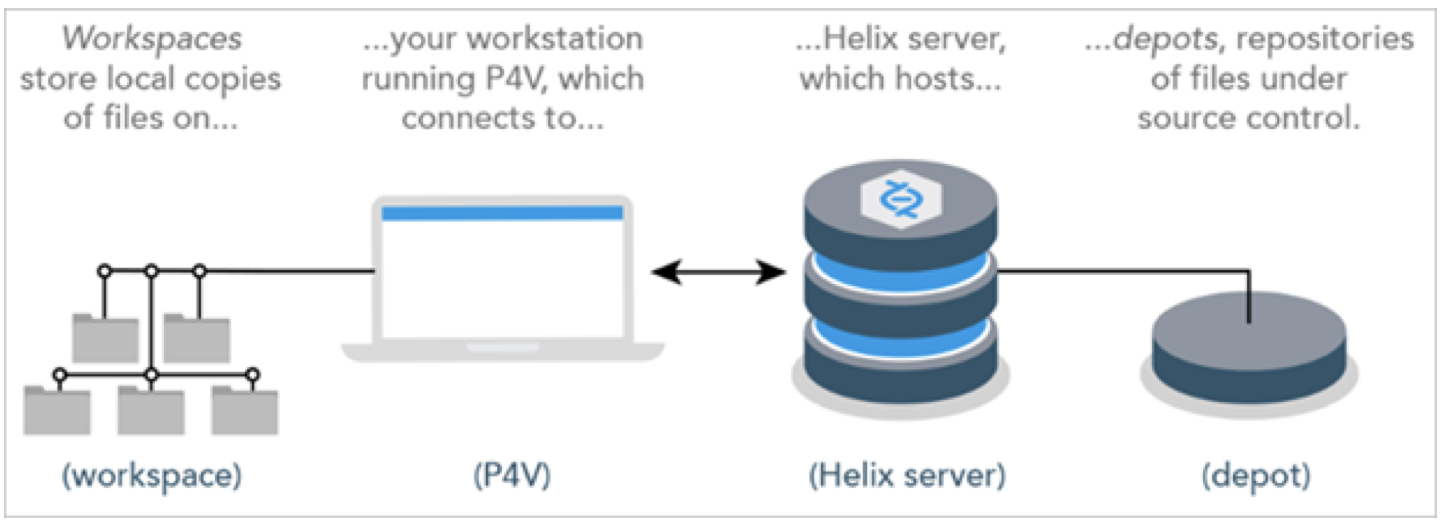 Workspaces
store local copies
of files on...
...your workstation
running P4V, which
connects to...
...Helix server,
which hosts...
...depots, repositories
of files under
source control.
(workspace)
(P4V)
(Helix server)
(depot)